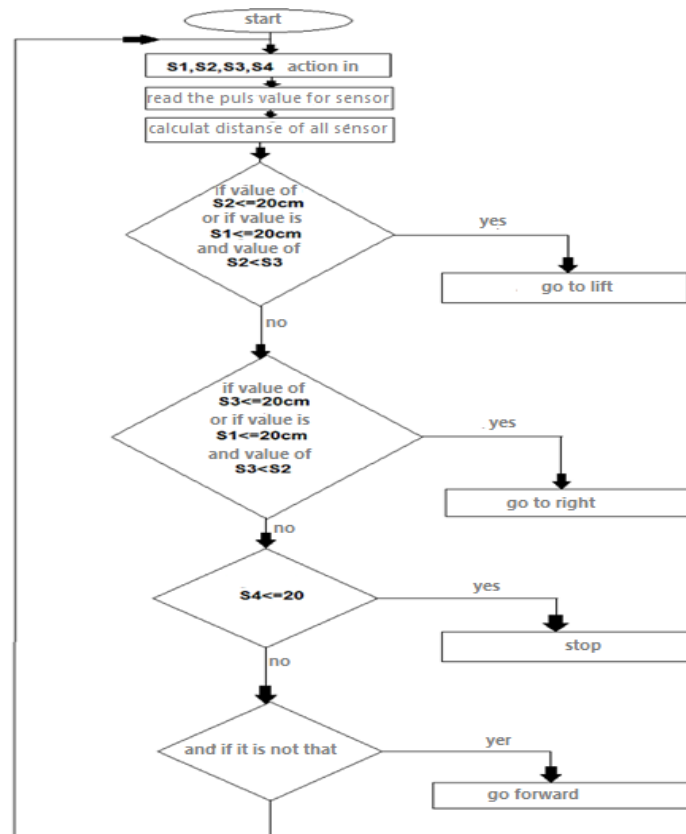 start
S1,S2,S3,S4 action in
read the puls value for sensor
calculat distanse of all sensor
if value of
S2<=20cm
or if value is
S1<=20cm
and value of
S2<S3
yes
go to lift
no
if value of
S3<=20cm
or if value is
S1<=20cm
and value of
S3<S2
yes
go to right
no
S4<=20
yes
stop
no
and if it is not that
yer
go forward